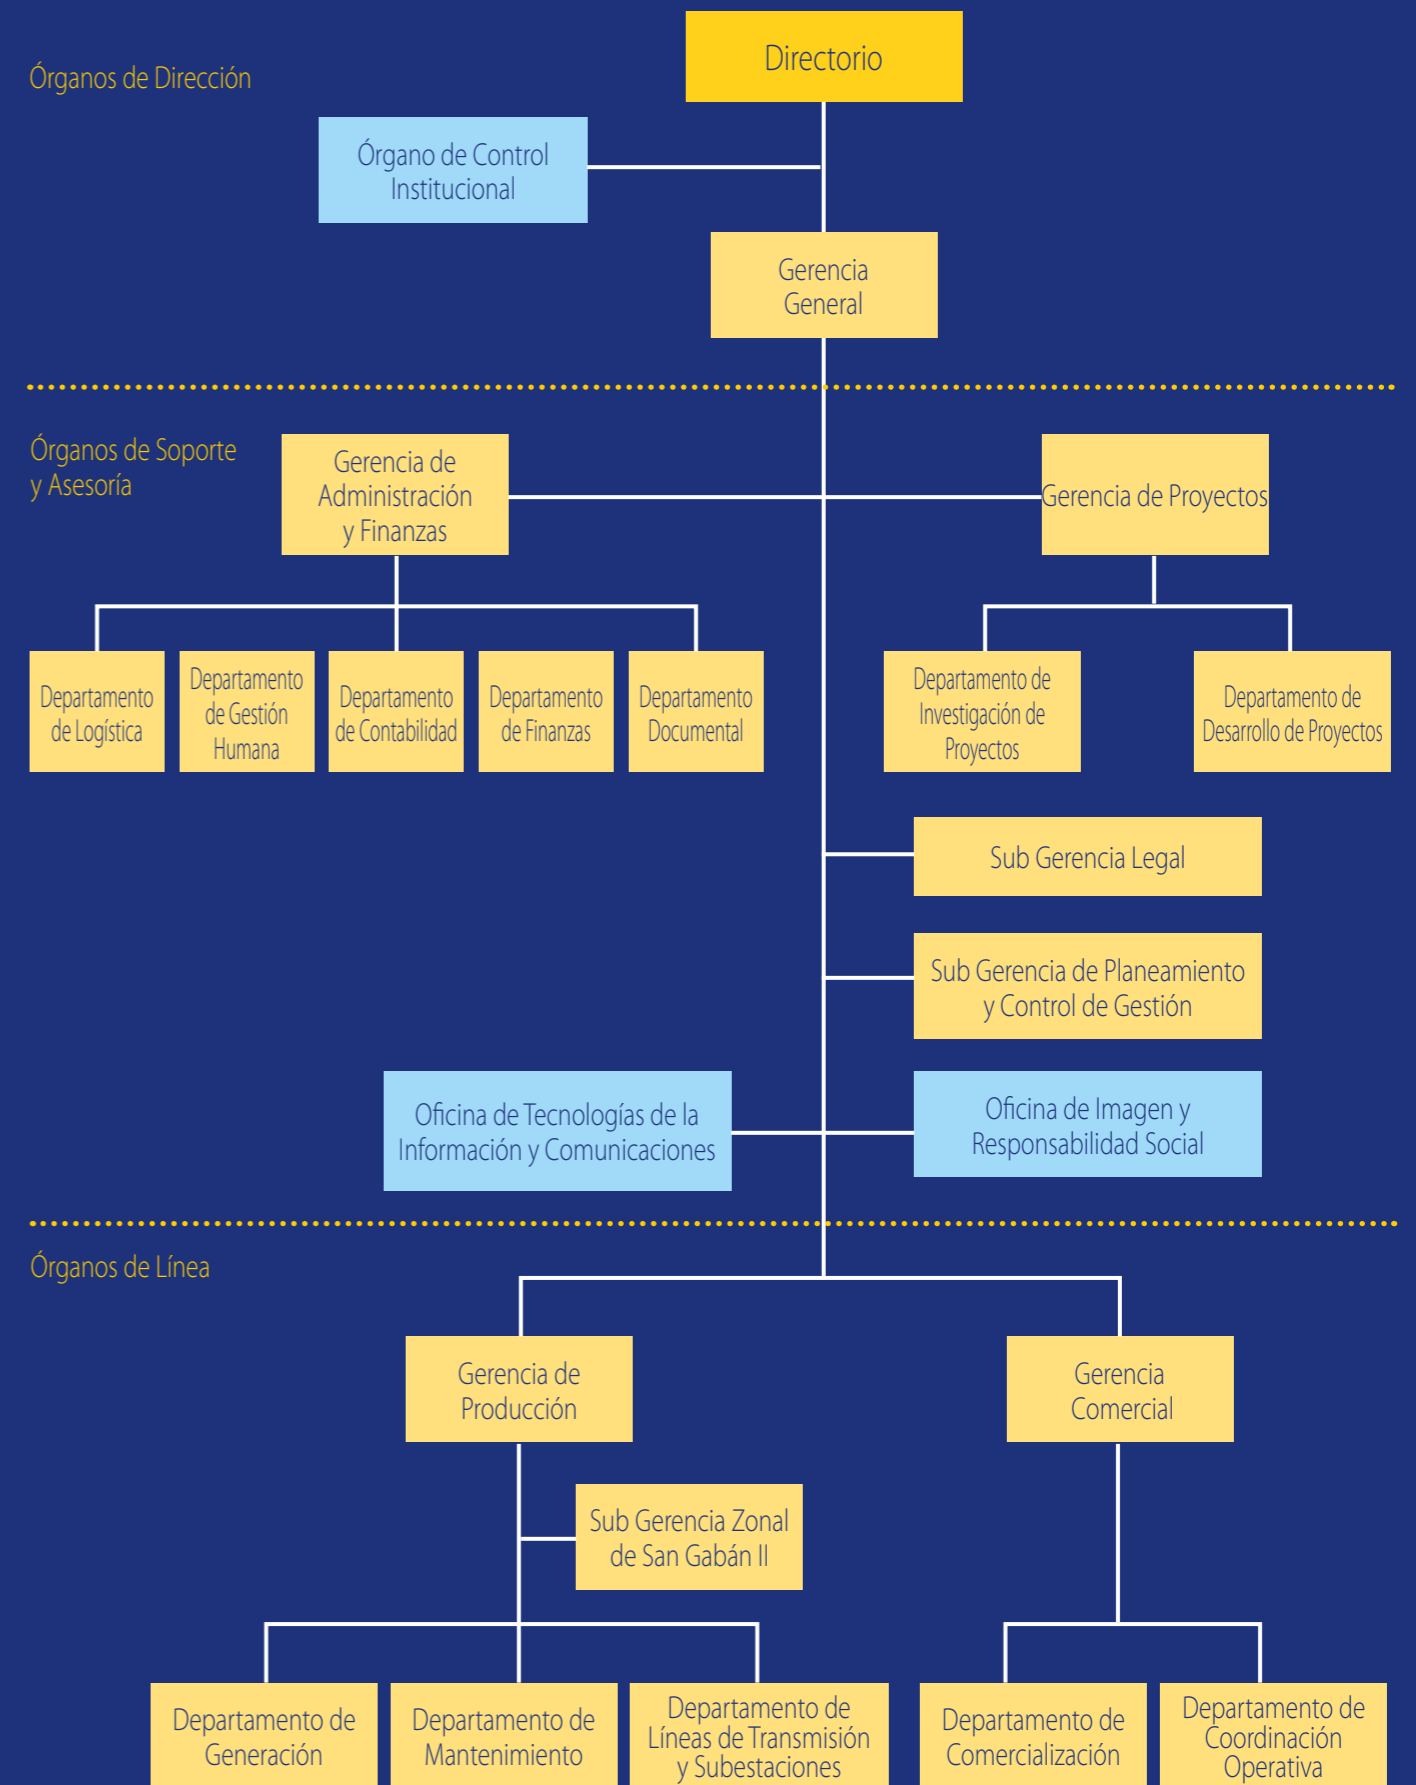 Directorio
Órganos de Dirección
Órgano de Control
Institucional
Gerencia
General
Órganos de Soporte
y Asesoría
Gerencia de
Administración
y Finanzas
Gerencia de Proyectos
Departamento
de Logística
Departamento
de Gestión
Humana
Departamento
de Contabilidad
Departamento
de Finanzas
Departamento
Documental
Departamento de
Investigación de
Proyectos
Departamento de
Desarrollo de Proyectos
Sub Gerencia Legal
Sub Gerencia de Planeamiento
y Control de Gestión
Oficina de Tecnologías de la
Información y Comunicaciones
Oficina de Imagen y
Responsabilidad Social
Órganos de Línea
Gerencia de
Producción
Gerencia
Comercial
Sub Gerencia Zonal
de San Gabán II
Departamento de
Generación
Departamento de
Mantenimiento
Departamento de
Líneas de Transmisión
y Subestaciones
Departamento de
Comercialización
Departamento de
Coordinación
Operativa